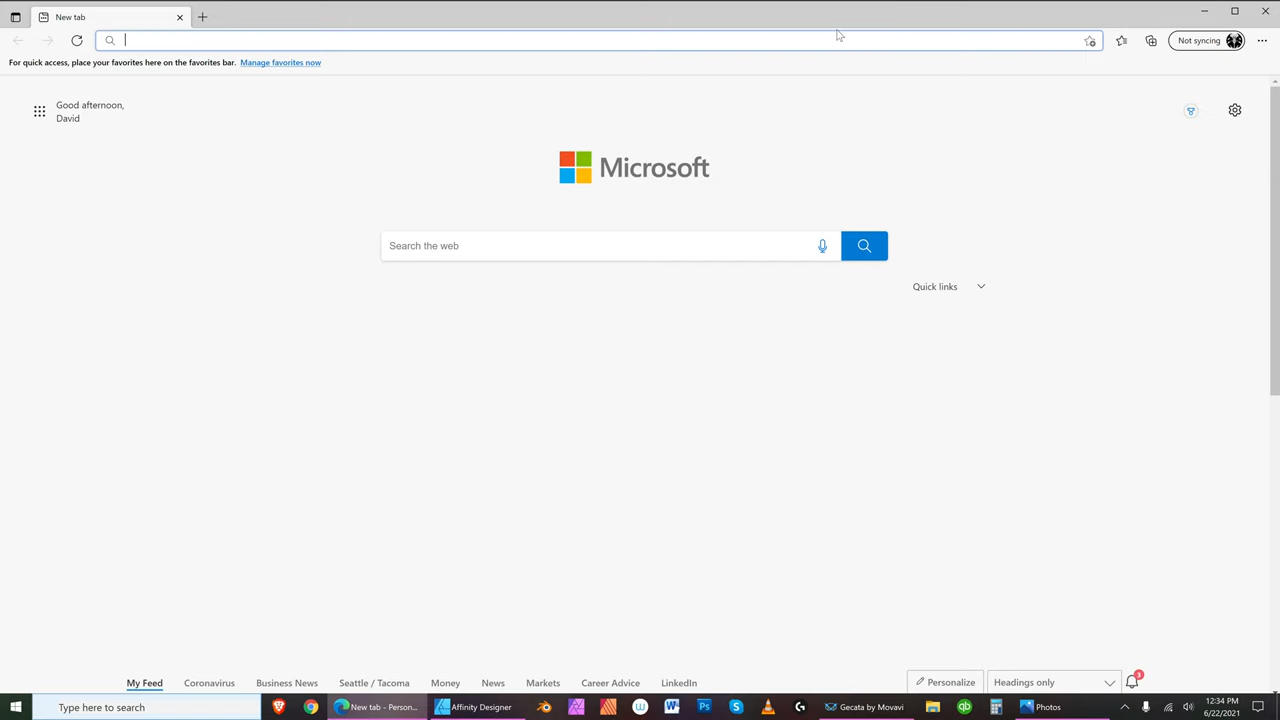 New tab
Not syncing
For quick access, place your favorites here on the favorites bar. Manage favorites now
Good afternoon,
David
Microsoft
Search the web
Quick links
My Feed
Coronavirus
Business News
Seattle / Tacoma
Money
News
Markets
Career Advice
LinkedIn
Personalize
Headings only
3
Type here to search
New tab - Person...
Affinity Designer
W
Ps
S
qb
Gecata by Movavi
Photos
12:34 PM
6/22/2021